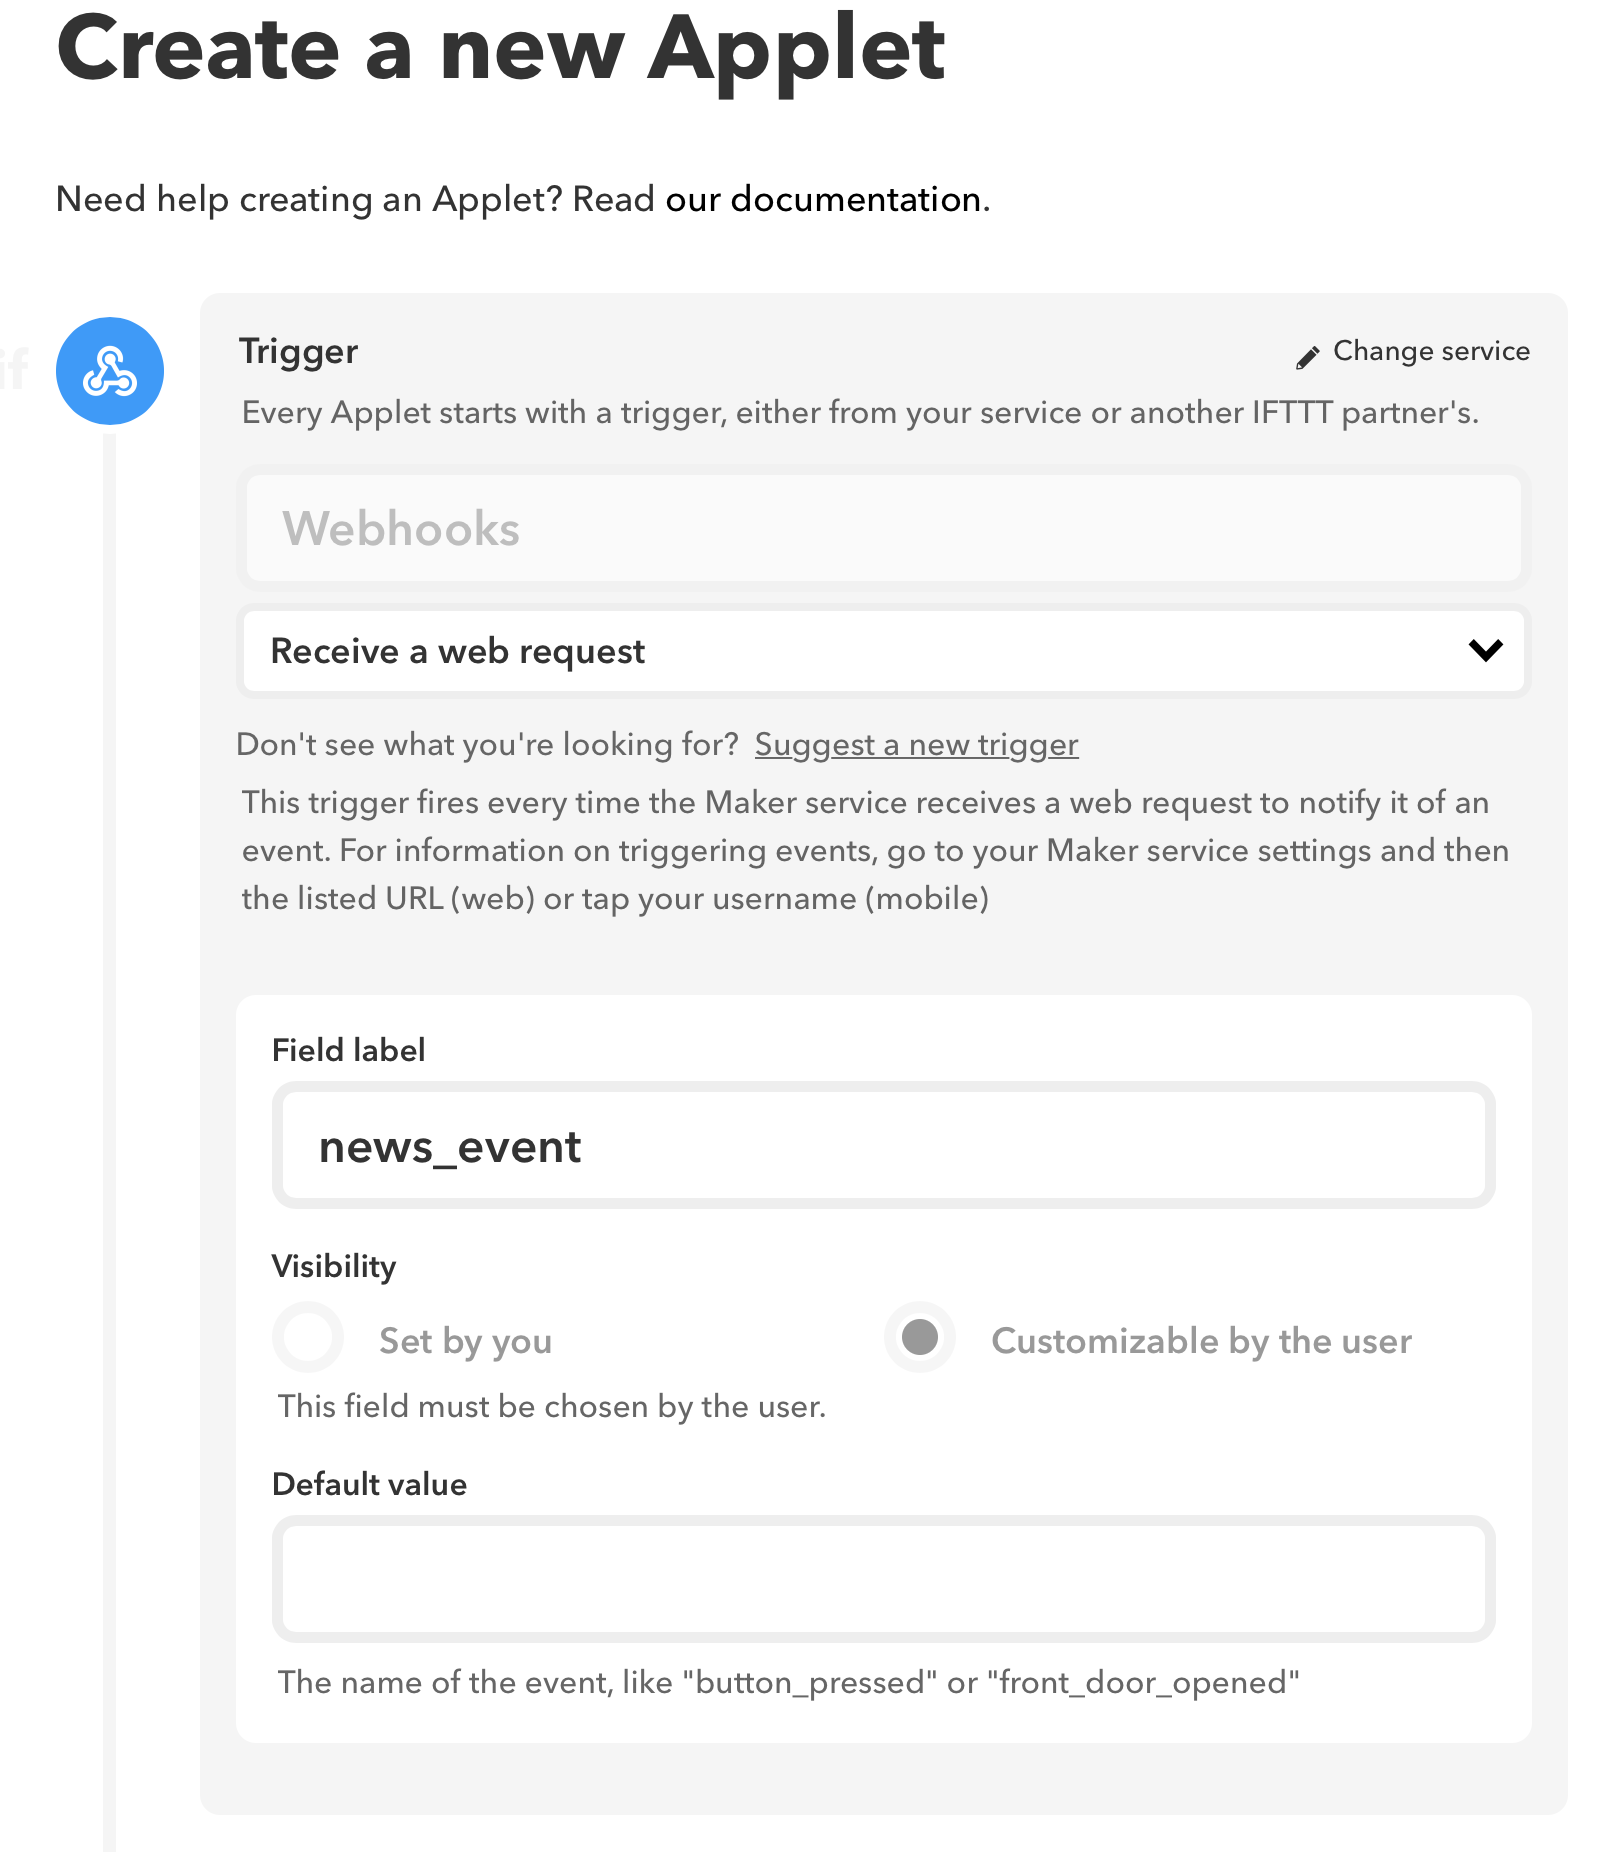 Create a new Applet
Need help creating an Applet? Read our documentation.
if
Trigger
Change service
Every Applet starts with a trigger, either from your service or another IFTTT partner's.
Webhooks
Receive a web request
Don't see what you're looking for? Suggest a new trigger
This trigger fires every time the Maker service receives a web request to notify it of an
event. For information on triggering events, go to your Maker service settings and then
the listed URL (web) or tap your username (mobile)
Field label
news_event
Visibility
Set by you
Customizable by the user
This field must be chosen by the user.
Default value
The name of the event, like "button_pressed" or "front_door_opened"